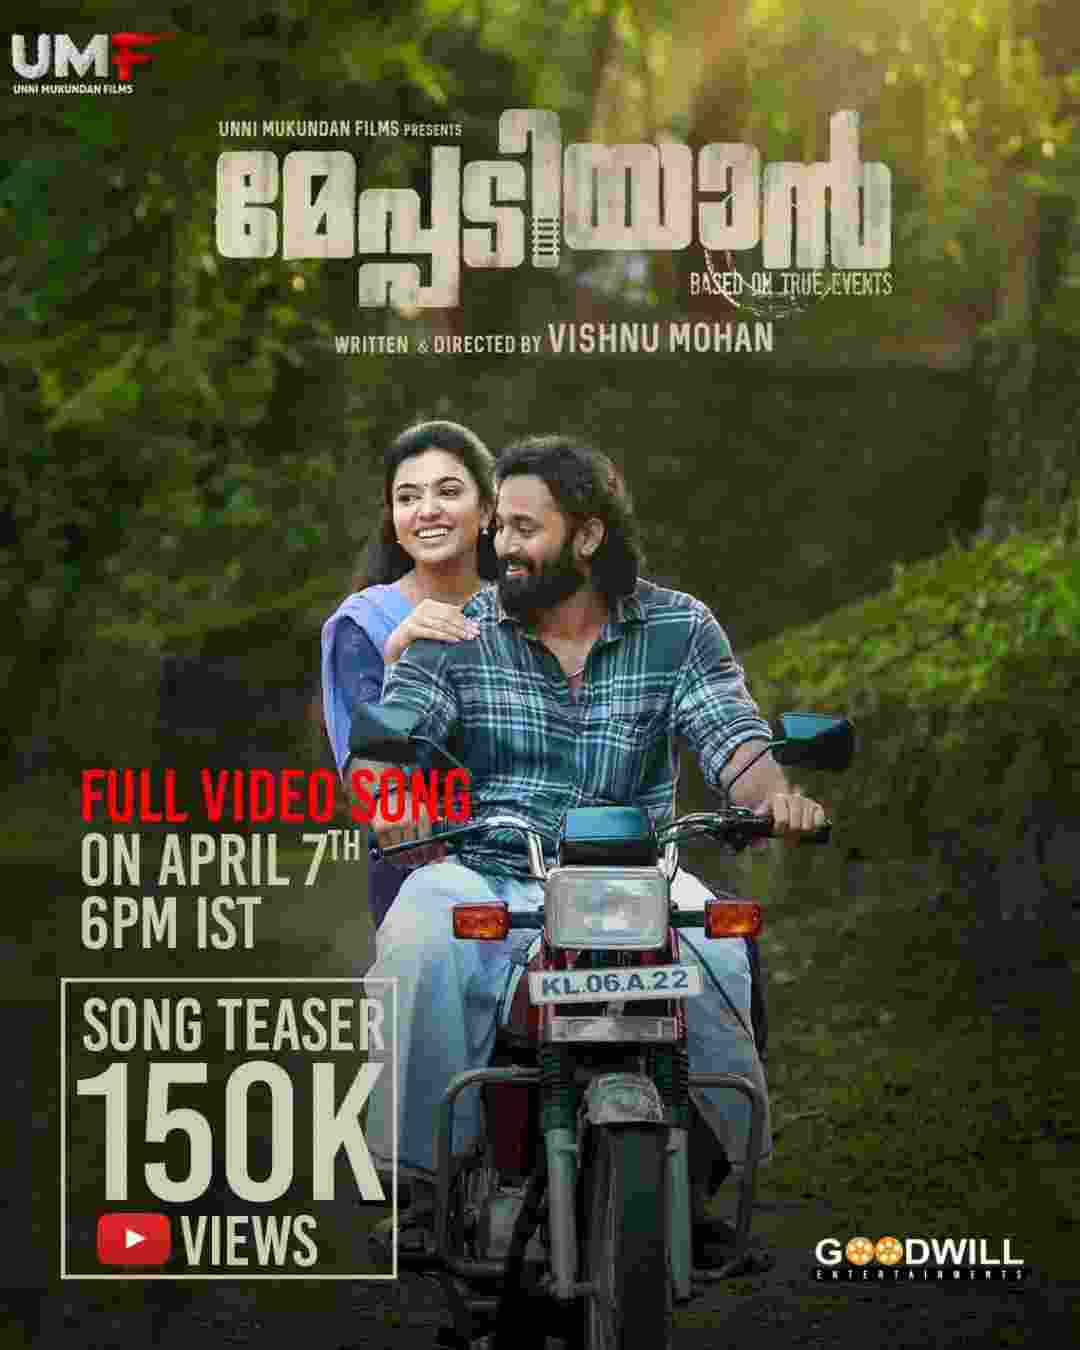 UMF
UNNI MUKUNDAN FILMS
UNNI MUKUNDAN FILMS PRESENTS
മേപ്പടിയാൻ
BASED ON TRUE EVENTS
WRITTEN & DIRECTED BY VISHNU MOHAN
FULL VIDEO SONG
ON APRIL 7TH
6PM IST
KL.06.A.22
SONG TEASER
150K
VIEWS
GOODWILL
ENTERTAINMENTS